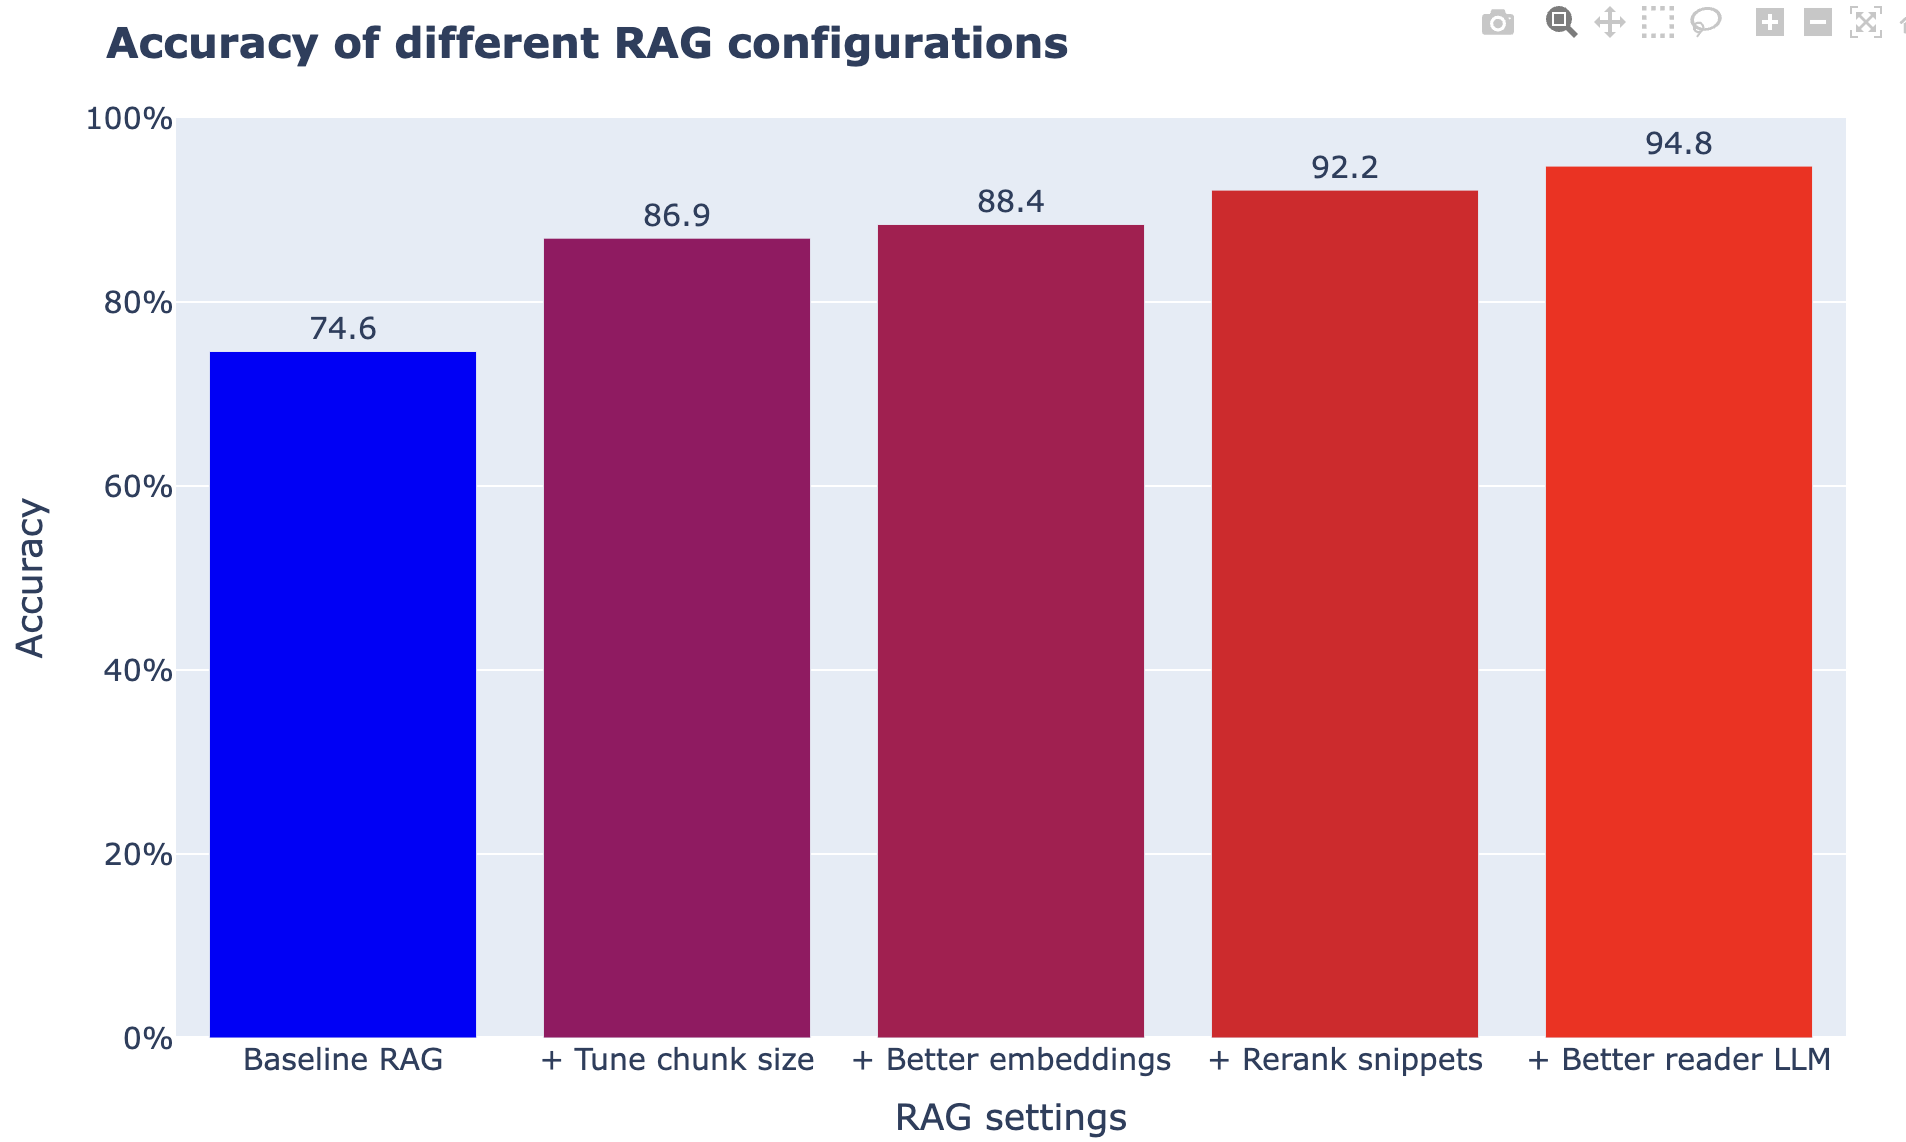 Accuracy of different RAG configurations
100%
80%
60%
40%
20%
0%
Accuracy
74.6
86.9
88.4
92.2
94.8
Baseline RAG
+ Tune chunk size
+ Better embeddings
+ Rerank snippets
+ Better reader LLM
RAG settings